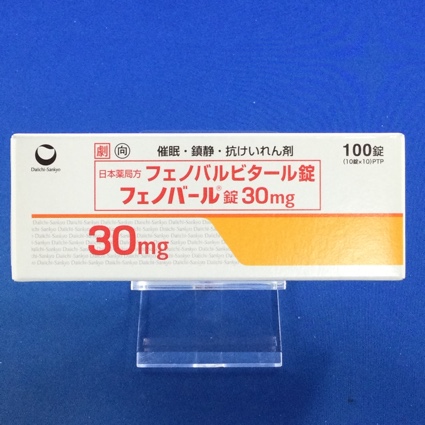 劇 向 催眠・鎮静・抗けいれん剤 100錠
(10錠×10)PTP
Daiichi-Sankyo
日本薬局方 フェノバルビタール錠
フェノバール®錠30mg
30mg